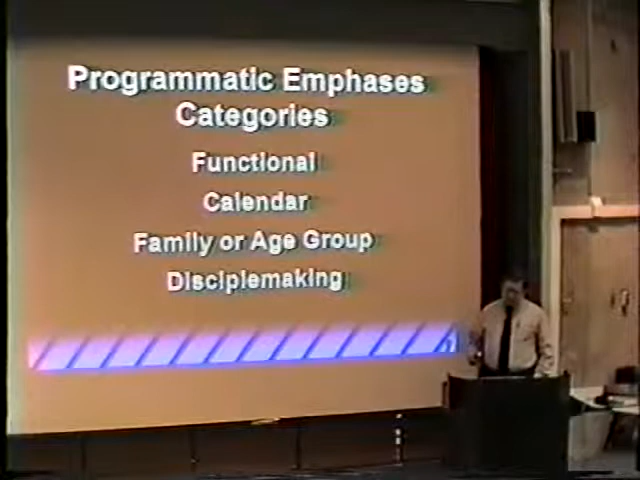 Programmatic Emphases
Categories
Functional
Calendar
Family or Age Group
Disciplemaking